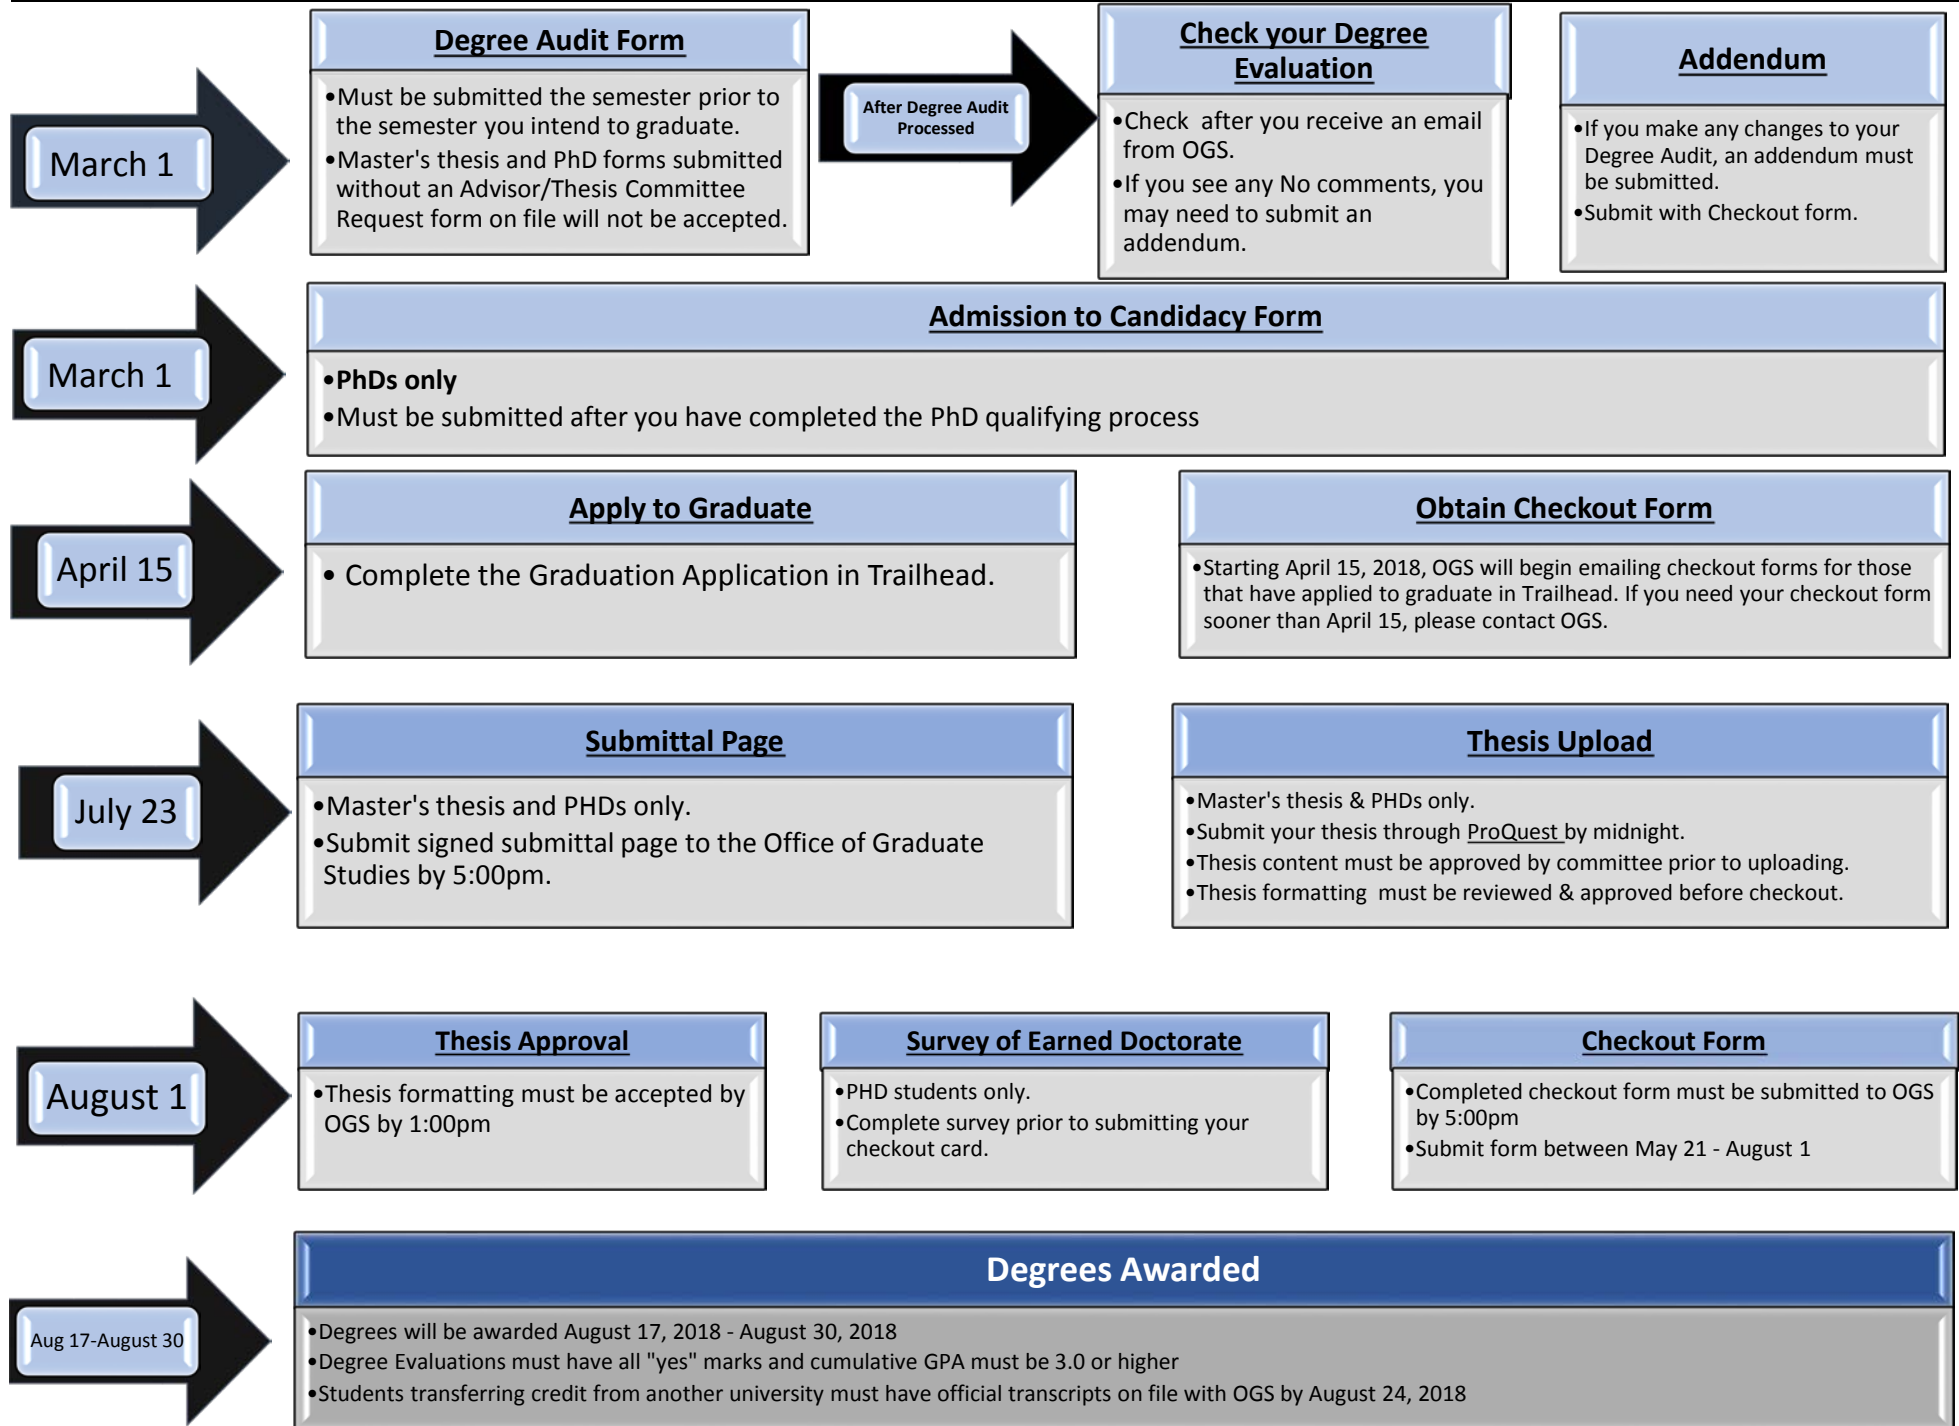 March 1
Degree Audit Form
•Must be submitted the semester prior to
the semester you intend to graduate.
•Master's thesis and PhD forms submitted
without an Advisor/Thesis Committee
Request form on file will not be accepted.
After Degree Audit
Processed
Check your Degree
Evaluation
•Check after you receive an email
from OGS.
•If you see any No comments, you
may need to submit an
addendum.
Addendum
•If you make any changes to your
Degree Audit, an addendum must
be submitted.
•Submit with Checkout form.
March 1
Admission to Candidacy Form
•PhDs only
•Must be submitted after you have completed the PhD qualifying process
April 15
Apply to Graduate
• Complete the Graduation Application in Trailhead.
Obtain Checkout Form
•Starting April 15, 2018, OGS will begin emailing checkout forms for those
that have applied to graduate in Trailhead. If you need your checkout form
sooner than April 15, please contact OGS.
July 23
Submittal Page
•Master's thesis and PHDs only.
•Submit signed submittal page to the Office of Graduate
Studies by 5:00pm.
Thesis Upload
•Master's thesis & PHDs only.
•Submit your thesis through ProQuest by midnight.
•Thesis content must be approved by committee prior to uploading.
•Thesis formatting must be reviewed & approved before checkout.
August 1
Thesis Approval
•Thesis formatting must be accepted by
OGS by 1:00pm
Survey of Earned Doctorate
•PHD students only.
•Complete survey prior to submitting your
checkout card.
Checkout Form
•Completed checkout form must be submitted to OGS
by 5:00pm
•Submit form between May 21 - August 1
Aug 17-August 30
Degrees Awarded
•Degrees will be awarded August 17, 2018 - August 30, 2018
•Degree Evaluations must have all "yes" marks and cumulative GPA must be 3.0 or higher
•Students transferring credit from another university must have official transcripts on file with OGS by August 24, 2018